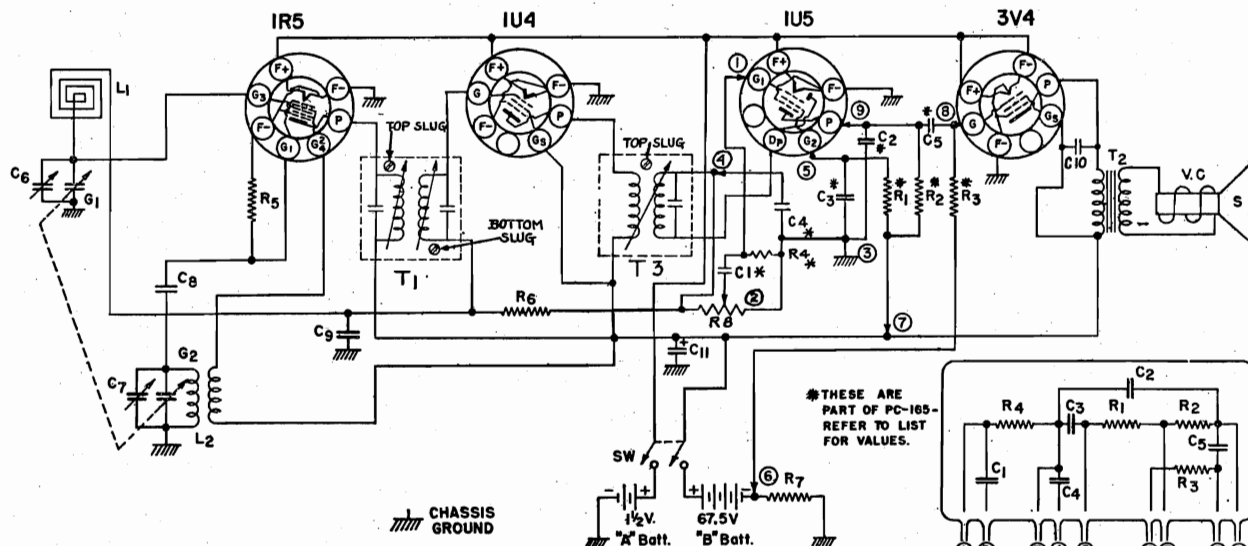 1R5
1U4
1U5
3V4
L1
C6
G1
F+
F-
G3
P
F-
G1
G2 4
R5
C8
G2
C7
L2
TOP SLUG
BOTTOM SLUG
T1
F+
F-
G
P
F-
GS
TOP SLUG
T3
R6
C9
C11
①
F+
G1
F-
P
DP
G2
④
⑤
⑨
C2
*
C5
*
⑧
C3
*
R1
*
R2
*
R3
*
C4
*
③
R4
*
C1*
②
R8
⑦
F-
F+
P
G
GS
F-
C10
T2
V.C
S
SW
- +
1½V.
"A" Batt.
+ -
67.5V
"B" Batt.
⑥
R7
CHASSIS
GROUND
* THESE ARE
PART OF PC-165-
REFER TO LIST
FOR VALUES.
C2
R4
C3
R1
R2
C5
C1
C4
R3